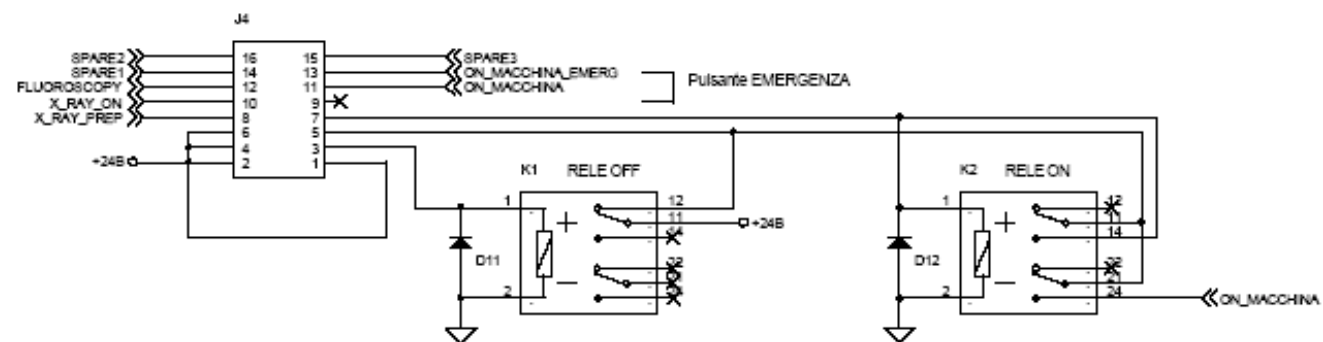 J4
SPARE2 16 15 SPARE3
SPARE1 14 13 ON_MACCHINA_EMERG
FLUOROSCOPY 12 11 ON_MACCHINA
Pulsante EMERGENZA
X_RAY_ON 10 9
X_RAY_PREP 8 7
6 5
4 3
+24B 2 1
K1 RELE OFF
K2 RELE ON
1 12
11 +24B
14
+
D11
22
-
2
1 12
11
14
+
D12
22
21
-
2 24 ON_MACCHINA